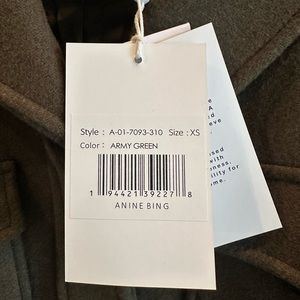 Style : A-01-7093-310 Size : XS
Color : ARMY GREEN
1 94421 39227 8
ANINE BING